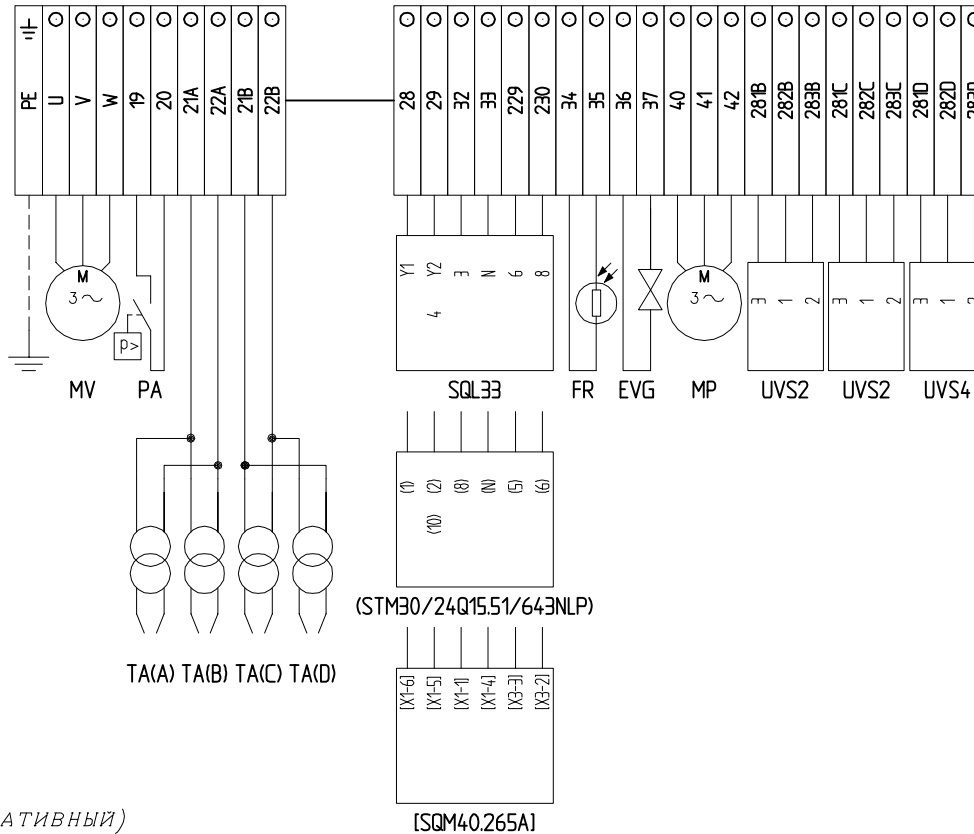 PE U V W 19 20 21A 22A 21B 22B 28 29 32 33 229 230 34 35 36 37 40 41 42 281B 282B 283B 281C 282C 283C 281D 282D 283D
Y1 Y2 3 N 6 8
4
M
3~
p>
M
3~
3 1 2
3 1 2
3 1 2
MV PA SQL33 FR EVG MP UVS2 UVS2 UVS4
(1) (2) (8) (N) (5) (6)
(10)
(STM30/24Q15.51/643NLP)
TA(A) TA(B) TA(C) TA(D)
[X1-6] [X1-5] [X1-1] [X1-4] [X3-3] [X3-2]
[SQM40.265A]
АТИВНЫЙ)